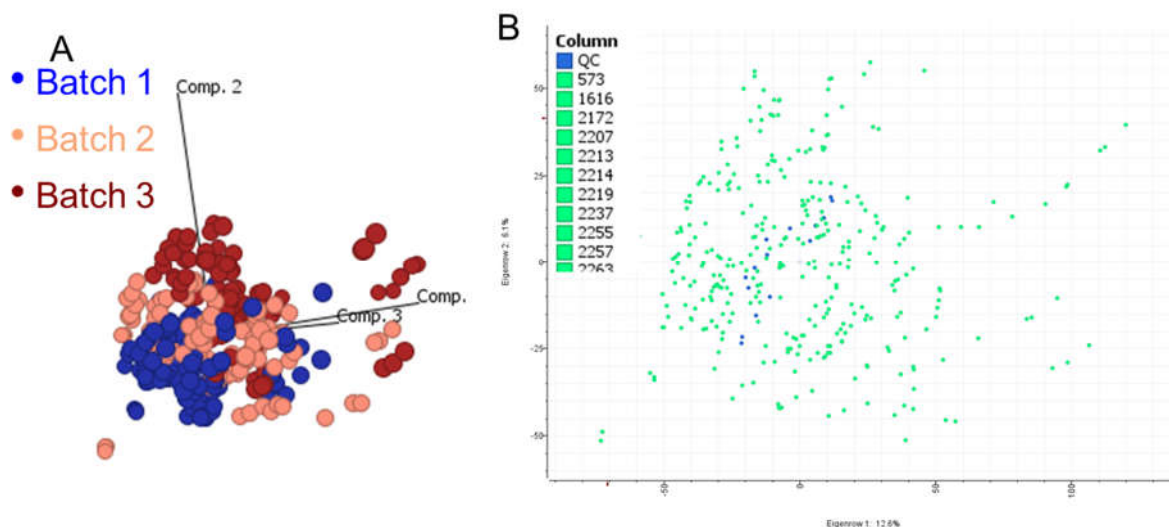 A
Batch 1
Batch 2
Batch 3
Comp. 2
Comp.
Comp. 3
B
Column
QC
573
1616
2172
2207
2213
2214
2219
2237
2255
2257
2263
50
25
0
-25
-50
Eigenrow 2: 6.1%
-50
0
50
100
Eigenrow 1: 12.6%